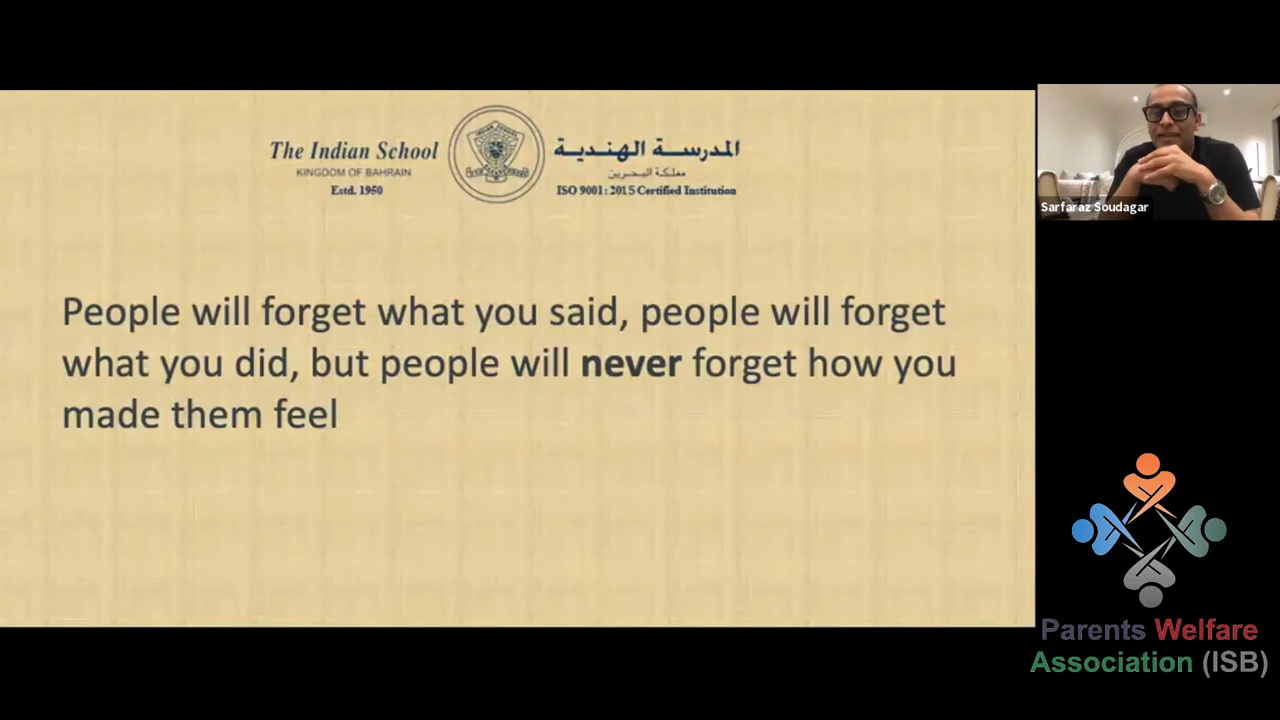 The Indian School
KINGDOM OF BAHRAIN
Estd. 1950
المدرسة الهندية
مملكة البحرين
ISO 9001: 2015 Certified Institution
People will forget what you said, people will forget
what you did, but people will never forget how you
made them feel
Sarfaraz Soudagar
Parents Welfare
Association (ISB)